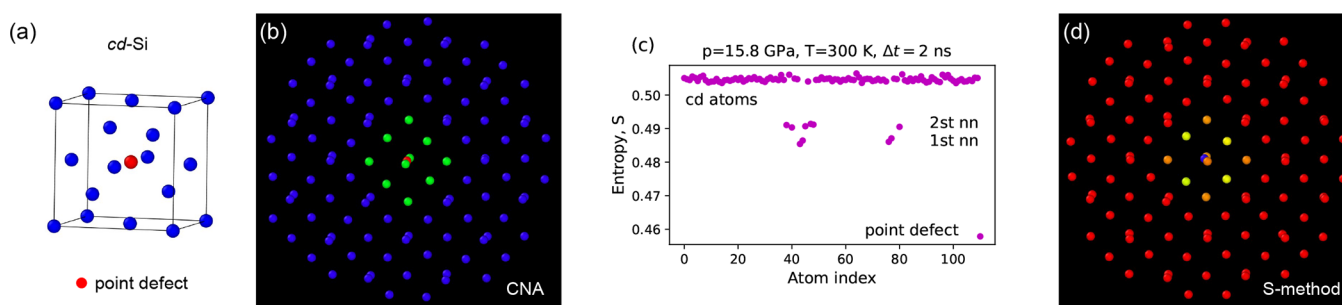 (a)
cd-Si
point defect
(b)
CNA
(c)
p=15.8 GPa, T=300 K, Δt = 2 ns
Entropy, S
0.50
0.49
0.48
0.47
0.46
cd atoms
2st nn
1st nn
point defect
0 20 40 60 80 100
Atom index
(d)
S-method